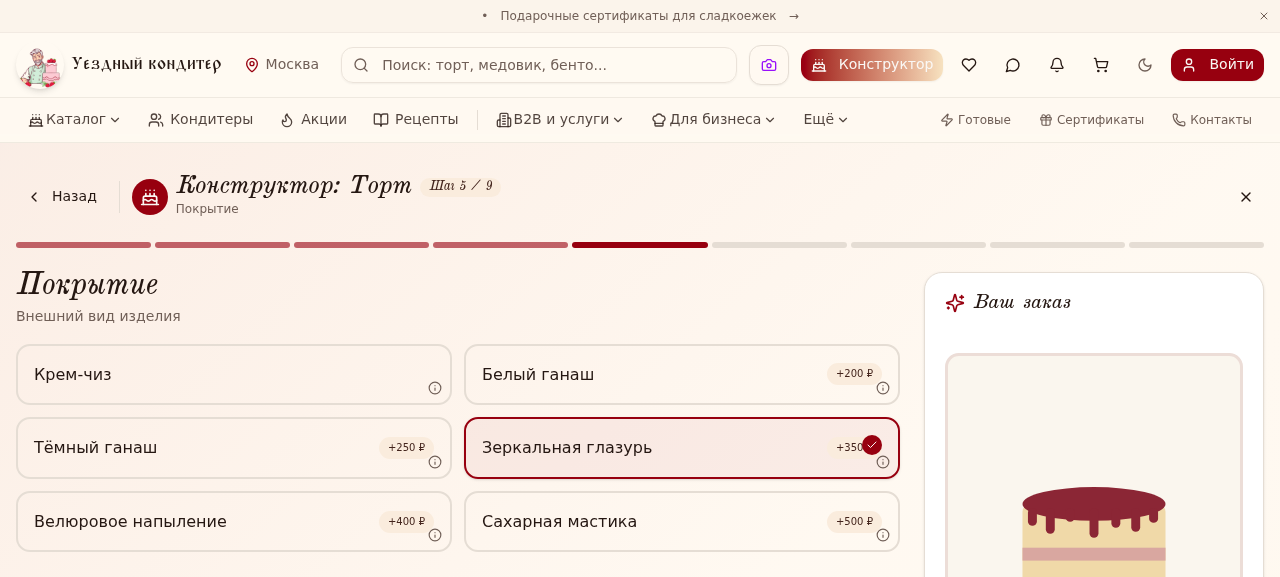 • Подарочные сертификаты для сладкоежек →
Уездный кондитер
Москва
Поиск: торт, медовик, бенто...
Конструктор
Войти
Каталог
Кондитеры
Акции
Рецепты
B2B и услуги
Для бизнеса
Ещё
Готовые
Сертификаты
Контакты
Назад
Конструктор: Торт
Шаг 5 / 9
Покрытие
Покрытие
Внешний вид изделия
Крем-чиз
Белый ганаш
+200 ₽
Тёмный ганаш
+250 ₽
Зеркальная глазурь
+350
Велюровое напыление
+400 ₽
Сахарная мастика
+500 ₽
Ваш заказ